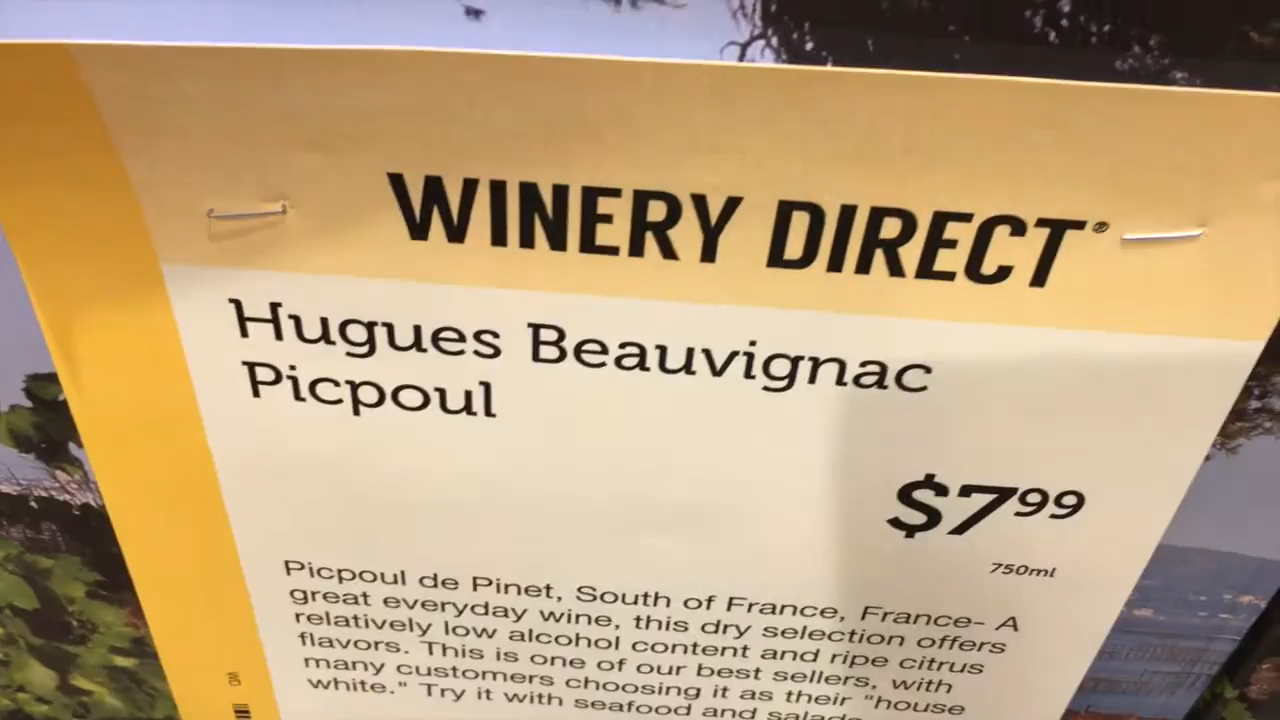 WINERY DIRECT®
Hugues Beauvignac
Picpoul
$7⁹⁹
750ml
Picpoul de Pinet, South of France, France- A
great everyday wine, this dry selection offers
relatively low alcohol content and ripe citrus
flavors. This is one of our best sellers, with
many customers choosing it as their "house
white." Try it with seafood and salads
WD